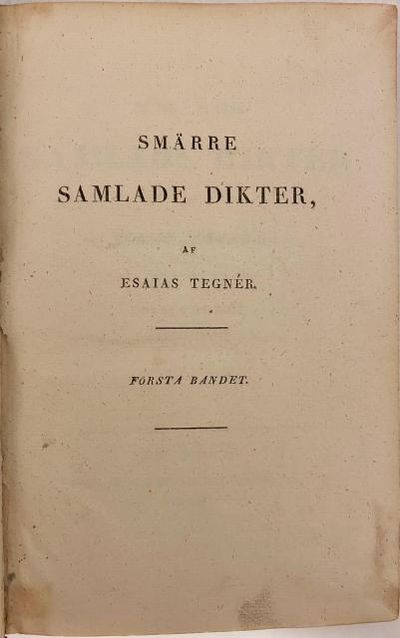 SMÄRRE
SAMLADE DIKTER,
AF
ESAIAS TEGNÉR.
FÖRSTA BANDET.